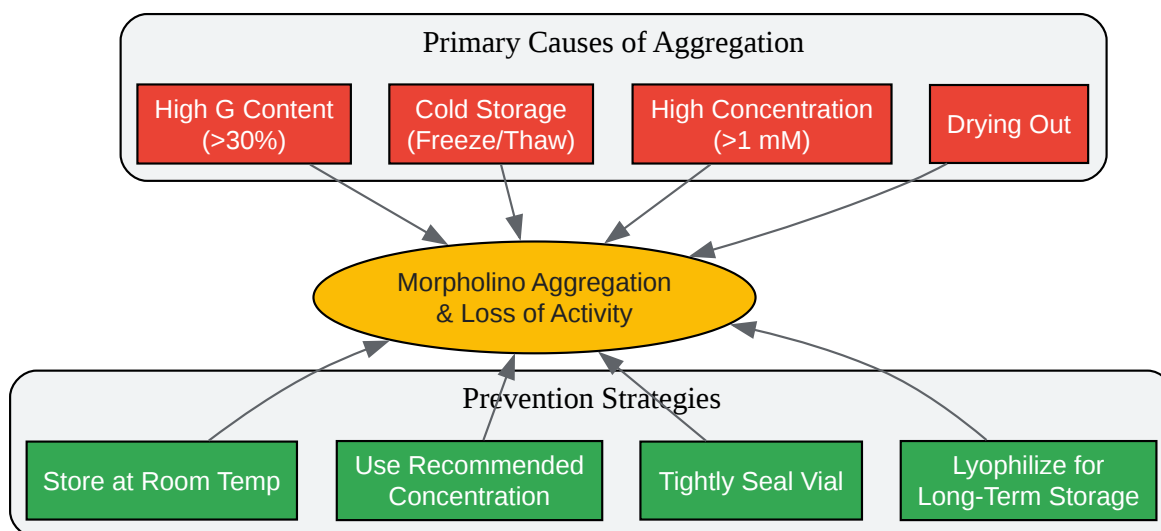 Primary Causes of Aggregation
High G Content
(>30%)
Cold Storage
(Freeze/Thaw)
High Concentration
(>1 mM)
Drying Out
Morpholino Aggregation
& Loss of Activity
Prevention Strategies
Store at Room Temp
Use Recommended
Concentration
Tightly Seal Vial
Lyophilize for
Long-Term Storage